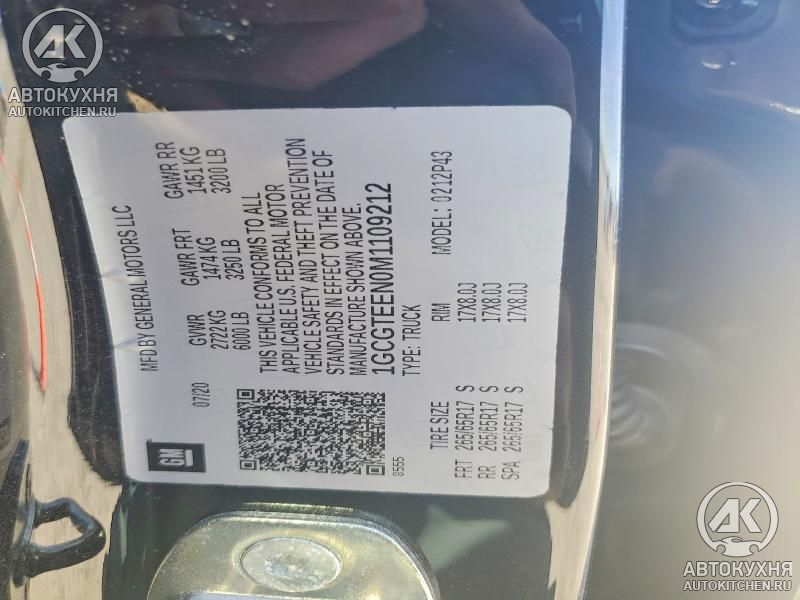 AK
АВТОКУХНЯ
AUTOKITCHEN.RU
MFD BY GENERAL MOTORS LLC
07/20
GVWR GAWR FRT GAWR RR
2722KG 1474 KG 1451 KG
6000 LB 3250 LB 3200 LB
THIS VEHICLE CONFORMS TO ALL
APPLICABLE U.S. FEDERAL MOTOR
VEHICLE SAFETY AND THEFT PREVENTION
STANDARDS IN EFFECT ON THE DATE OF
MANUFACTURE SHOWN ABOVE.
GM
8555
1GCGTEEN0M1109212
TYPE: TRUCK MODEL: 0212P43
TIRE SIZE RIM
FRT 265/65R17 S 17X8.0J
RR 265/65R17 S 17X8.0J
SPA 265/65R17 S 17X8.0J
AK
АВТОКУХНЯ
AUTOKITCHEN.RU